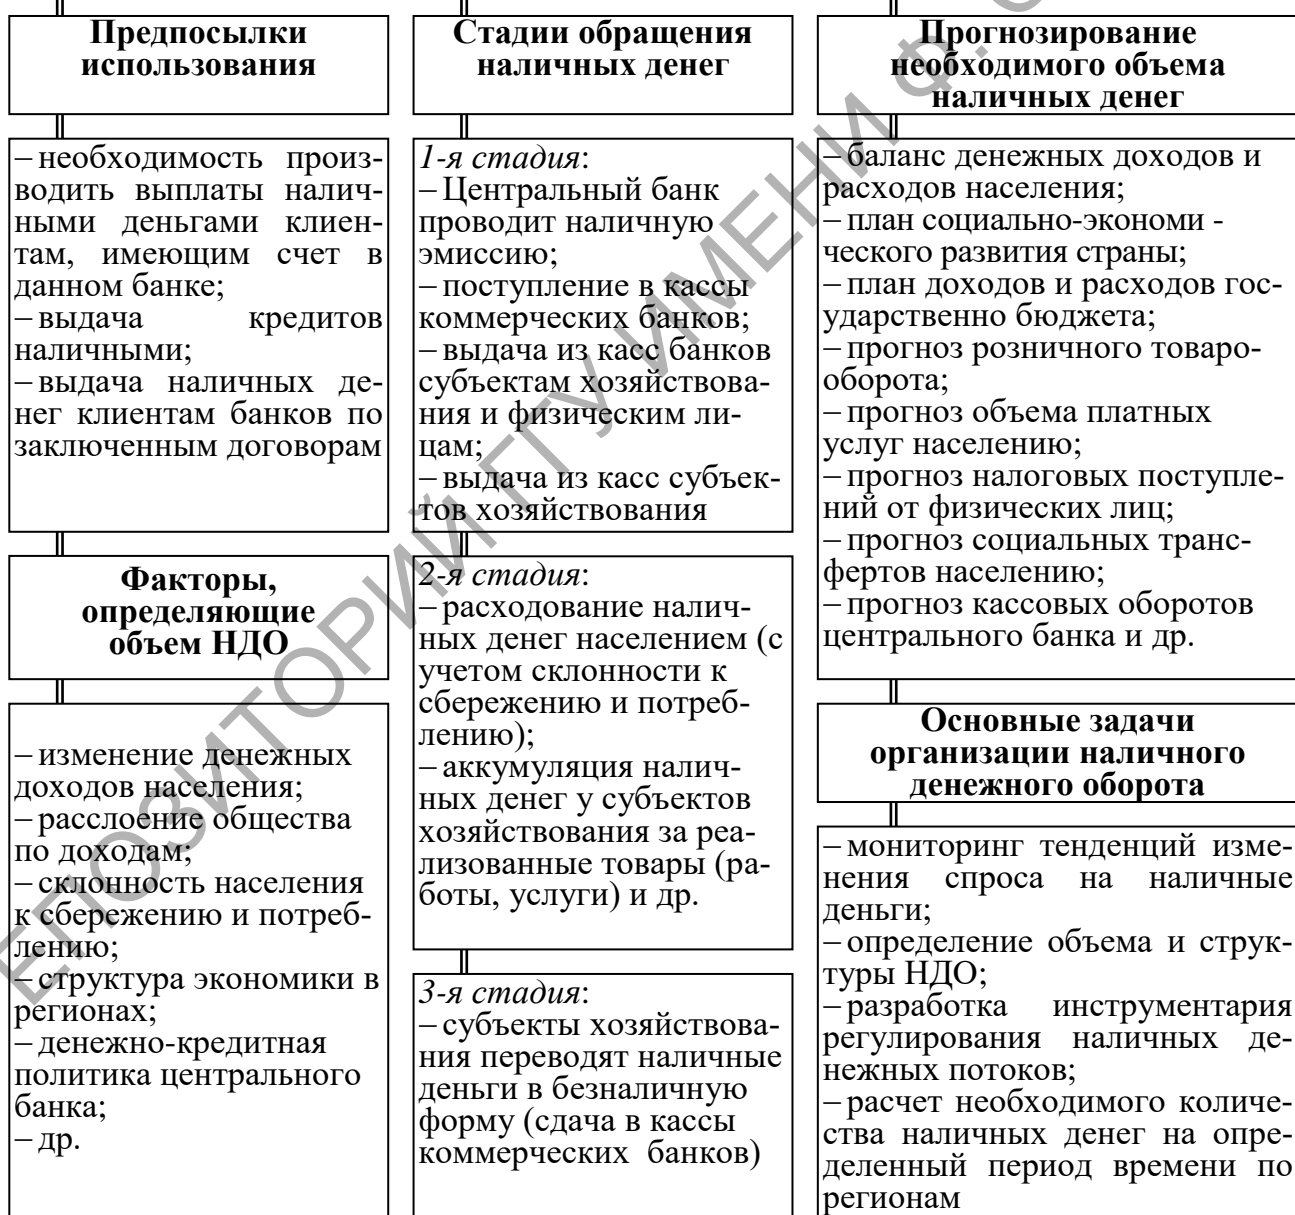 Предпосылки
использования
– необходимость произ-
водить выплаты налич-
ными деньгами клиен-
там, имеющим счет в
данном банке;
– выдача кредитов
наличными;
– выдача наличных де-
нег клиентам банков по
заключенным договорам
Факторы,
определяющие
объем НДО
– изменение денежных
доходов населения;
– расслоение общества
по доходам;
– склонность населения
к сбережению и потреб-
лению;
– структура экономики в
регионах;
– денежно-кредитная
политика центрального
банка;
– др.
Стадии обращения
наличных денег
1-я стадия:
– Центральный банк
проводит наличную
эмиссию;
– поступление в кассы
коммерческих банков;
– выдача из касс банков
субъектам хозяйствова-
ния и физическим ли-
цам;
– выдача из касс субъек-
тов хозяйствования
2-я стадия:
– расходование налич-
ных денег населением (с
учетом склонности к
сбережению и потреб-
лению);
– аккумуляция налич-
ных денег у субъектов
хозяйствования за реа-
лизованные товары (ра-
боты, услуги) и др.
3-я стадия:
– субъекты хозяйствова-
ния переводят наличные
деньги в безналичную
форму (сдача в кассы
коммерческих банков)
Прогнозирование
необходимого объема
наличных денег
– баланс денежных доходов и
расходов населения;
– план социально-экономи -
ческого развития страны;
– план доходов и расходов гос-
ударственно бюджета;
– прогноз розничного товаро-
оборота;
– прогноз объема платных
услуг населению;
– прогноз налоговых поступле-
ний от физических лиц;
– прогноз социальных транс-
фертов населению;
– прогноз кассовых оборотов
центрального банка и др.
Основные задачи
организации наличного
денежного оборота
– мониторинг тенденций изме-
нения спроса на наличные
деньги;
– определение объема и струк-
туры НДО;
– разработка инструментария
регулирования наличных де-
нежных потоков;
– расчет необходимого количе-
ства наличных денег на опре-
деленный период времени по
регионам
ЕПОЗИТОРИЙ ГГУ ИМЕНИ Ф.